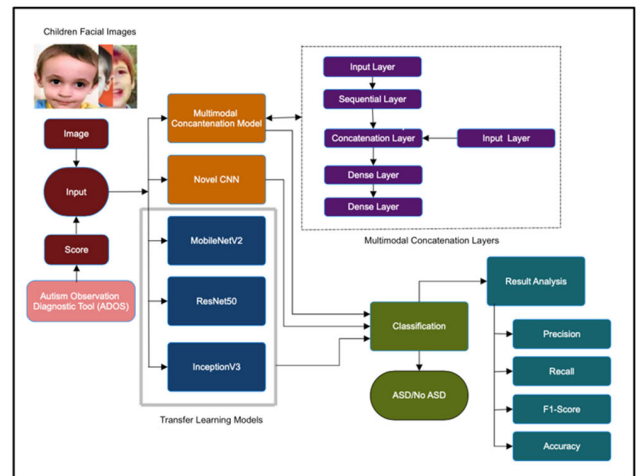 Children Facial Images
Image
Input
Score
Autism Observation
Diagnostic Tool (ADOS)
Multimodal
Concantenation Model
Novel CNN
MobileNetV2
ResNet50
InceptionV3
Transfer Learning Models
Input Layer
Sequential Layer
Concatenation Layer
Input Layer
Dense Layer
Dense Layer
Multimodal Concatenation Layers
Classification
ASD/No ASD
Result Analysis
Precision
Recall
F1-Score
Accuracy